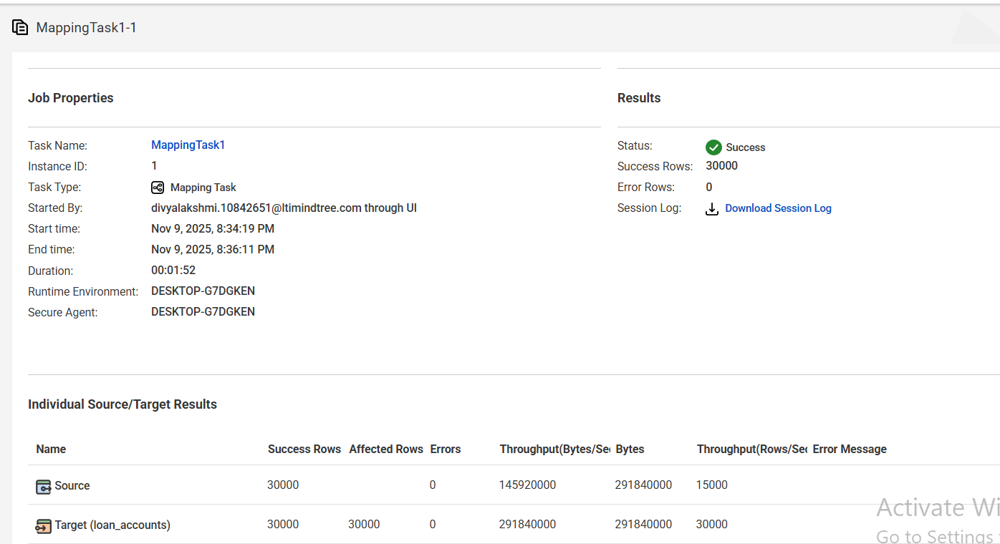 MappingTask1-1
Job Properties
Results
Task Name: MappingTask1
Instance ID: 1
Task Type: Mapping Task
Started By: divyalakshmi.10842651@ltimindtree.com through UI
Start time: Nov 9, 2025, 8:34:19 PM
End time: Nov 9, 2025, 8:36:11 PM
Duration: 00:01:52
Runtime Environment: DESKTOP-G7DGKEN
Secure Agent: DESKTOP-G7DGKEN
Status: Success
Success Rows: 30000
Error Rows: 0
Session Log: Download Session Log
Individual Source/Target Results
Name Success Rows Affected Rows Errors Throughput(Bytes/Sec Bytes Throughput(Rows/Sec Error Message
Source 30000 0 145920000 291840000 15000
Target (loan_accounts) 30000 30000 0 291840000 291840000 30000
Activate Wi
Go to Settings